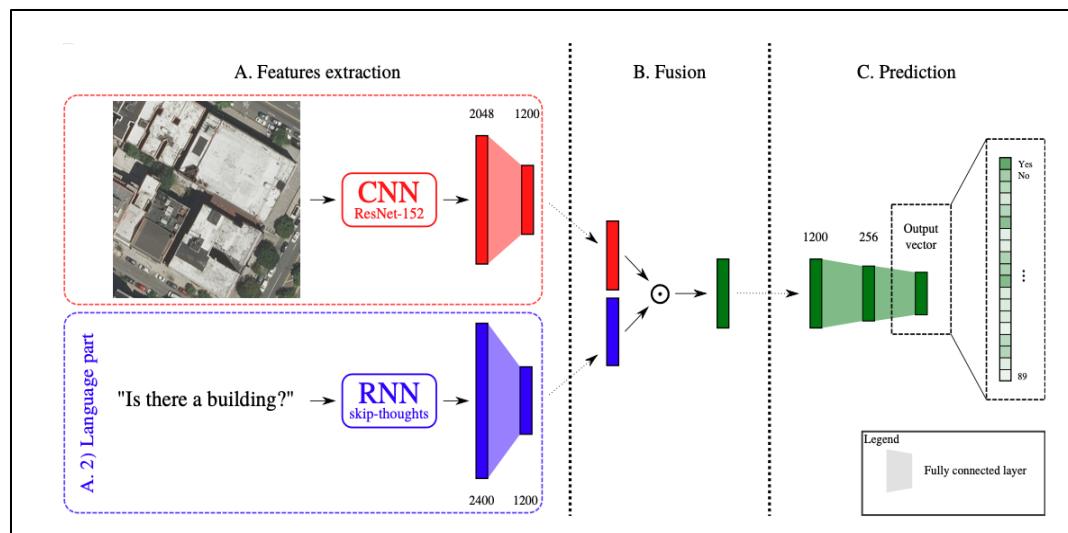 A. Features extraction
B. Fusion
C. Prediction
2048
1200
CNN
ResNet-152
A. 2) Language part
"Is there a building?"
RNN
skip-thoughts
2400
1200
1200
256
Output
vector
Yes
No
...
89
Legend
Fully connected layer